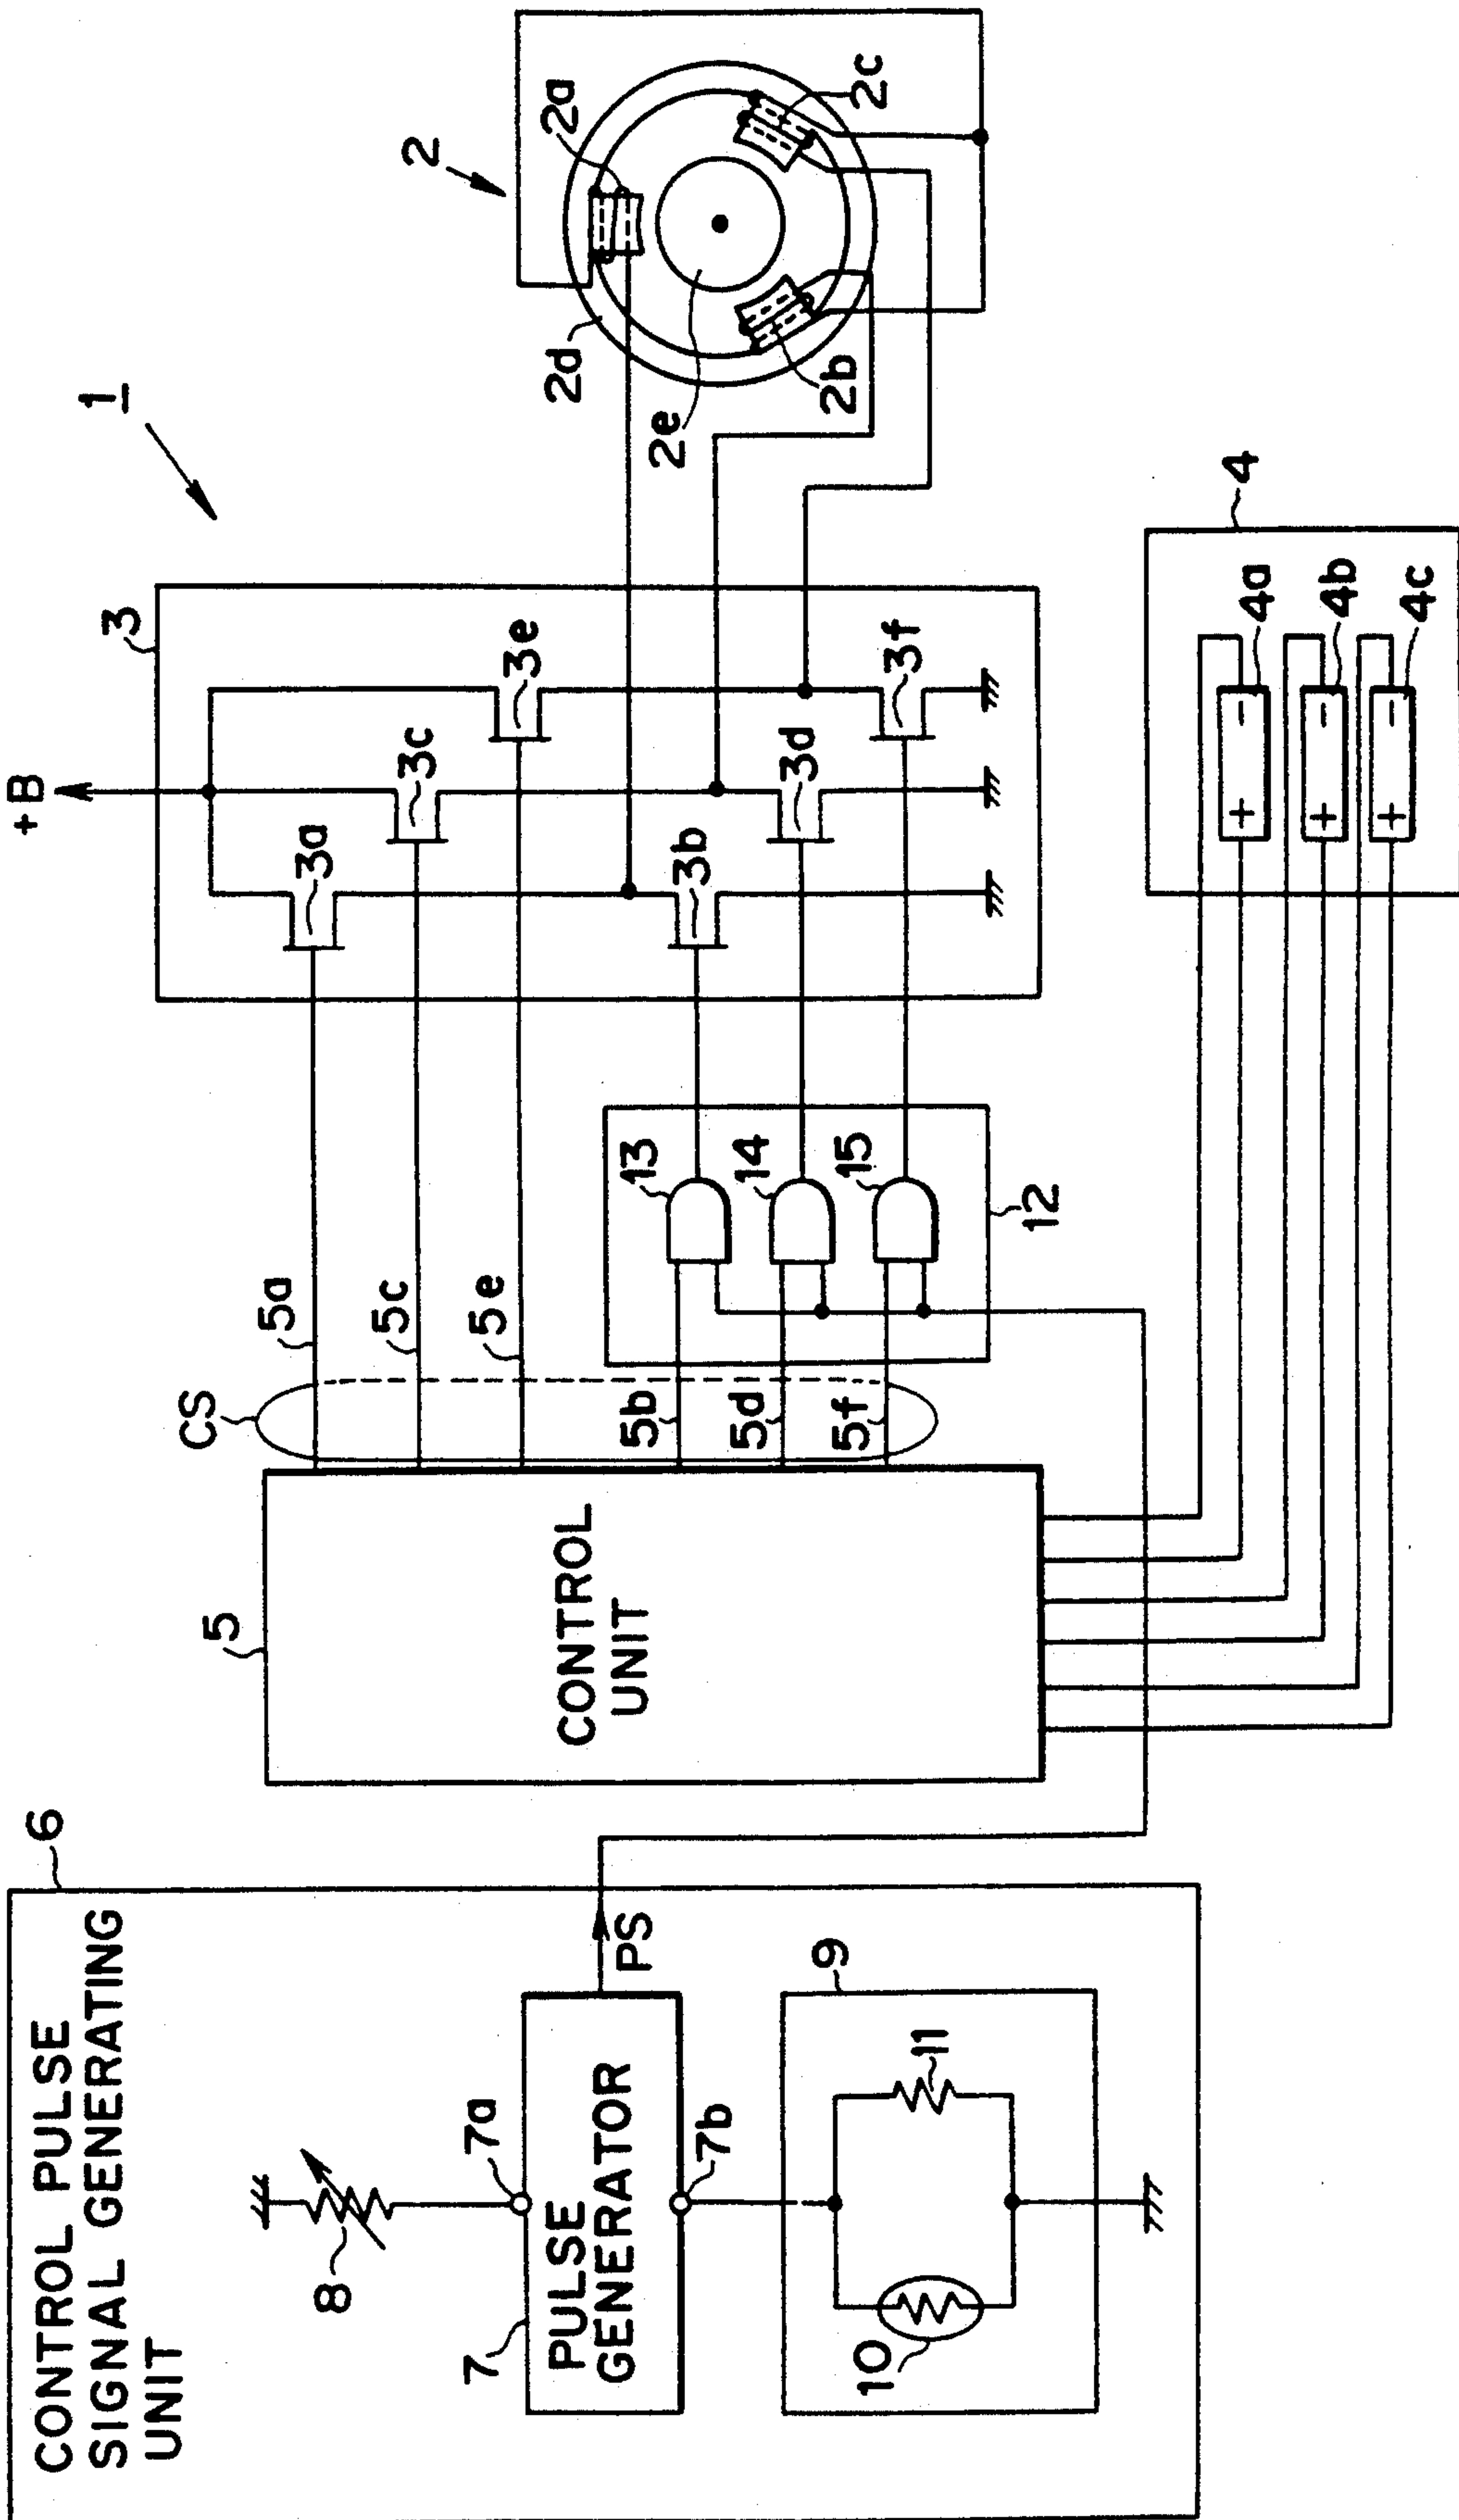 1
CONTROL PULSE
SIGNAL GENERATING
UNIT
6
8
7a
7
PULSE
GENERATOR
7b
PS
9
10
11
5
CONTROL
UNIT
CS
5a
5c
5e
5b
5d
5f
12
13
14
15
+B
3
3a
3c
3e
3b
3d
3f
2
2a
2c
2d
2e
2b
4
4a
+ -
4b
+ -
4c
+ -